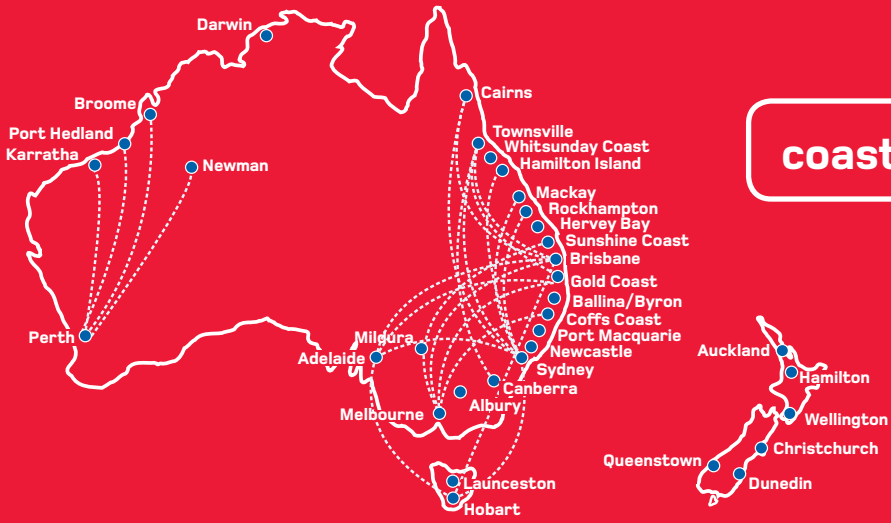 Darwin
Cairns
Broome
Port Hedland
Karratha
Newman
Townsville
Whitsunday Coast
Hamilton Island
coast
Mackay
Rockhampton
Hervey Bay
Sunshine Coast
Brisbane
Gold Coast
Ballina/Byron
Coffs Coast
Port Macquarie
Newcastle
Sydney
Perth
Mildura
Adelaide
Canberra
Albury
Melbourne
Launceston
Hobart
Auckland
Hamilton
Wellington
Christchurch
Queenstown
Dunedin